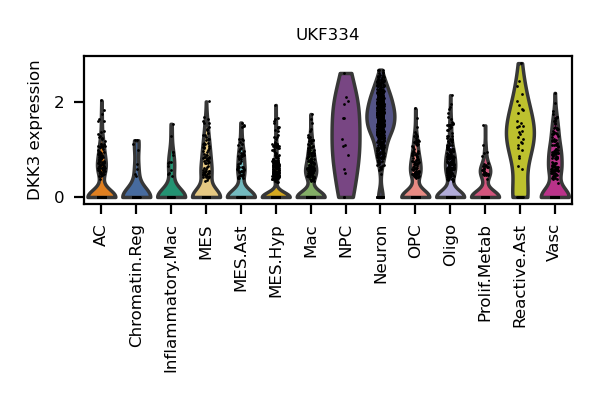 UKF334
DKK3 expression
2
0
AC
Chromatin.Reg
Inflammatory.Mac
MES
MES.Ast
MES.Hyp
Mac
NPC
Neuron
OPC
Oligo
Prolif.Metab
Reactive.Ast
Vasc